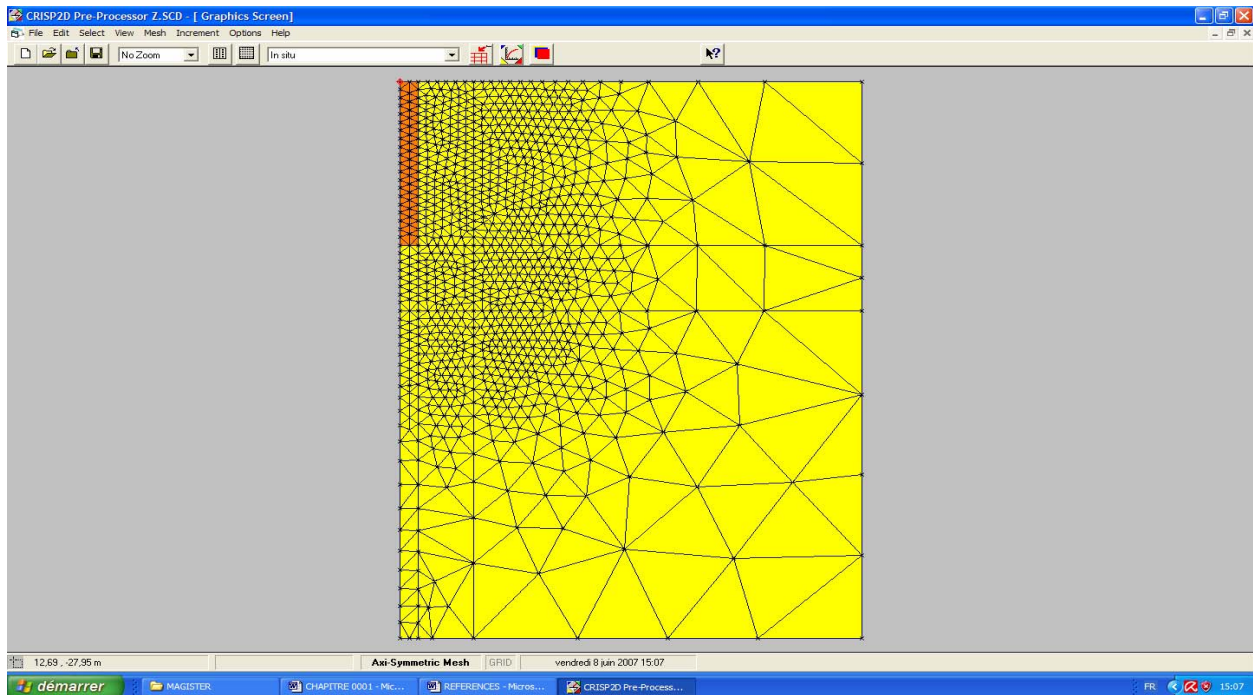 CRISP2D Pre-Processor Z.SCD - [ Graphics Screen]
File Edit Select View Mesh Increment Options Help
No Zoom In situ
12,69 , -27,95 m Axi-Symmetric Mesh GRID vendredi 8 juin 2007 15:07
démarrer MAGISTER CHAPITRE 0001 - Mic... REFERENCES - Micros... CRISP2D Pre-Process... FR 15:07